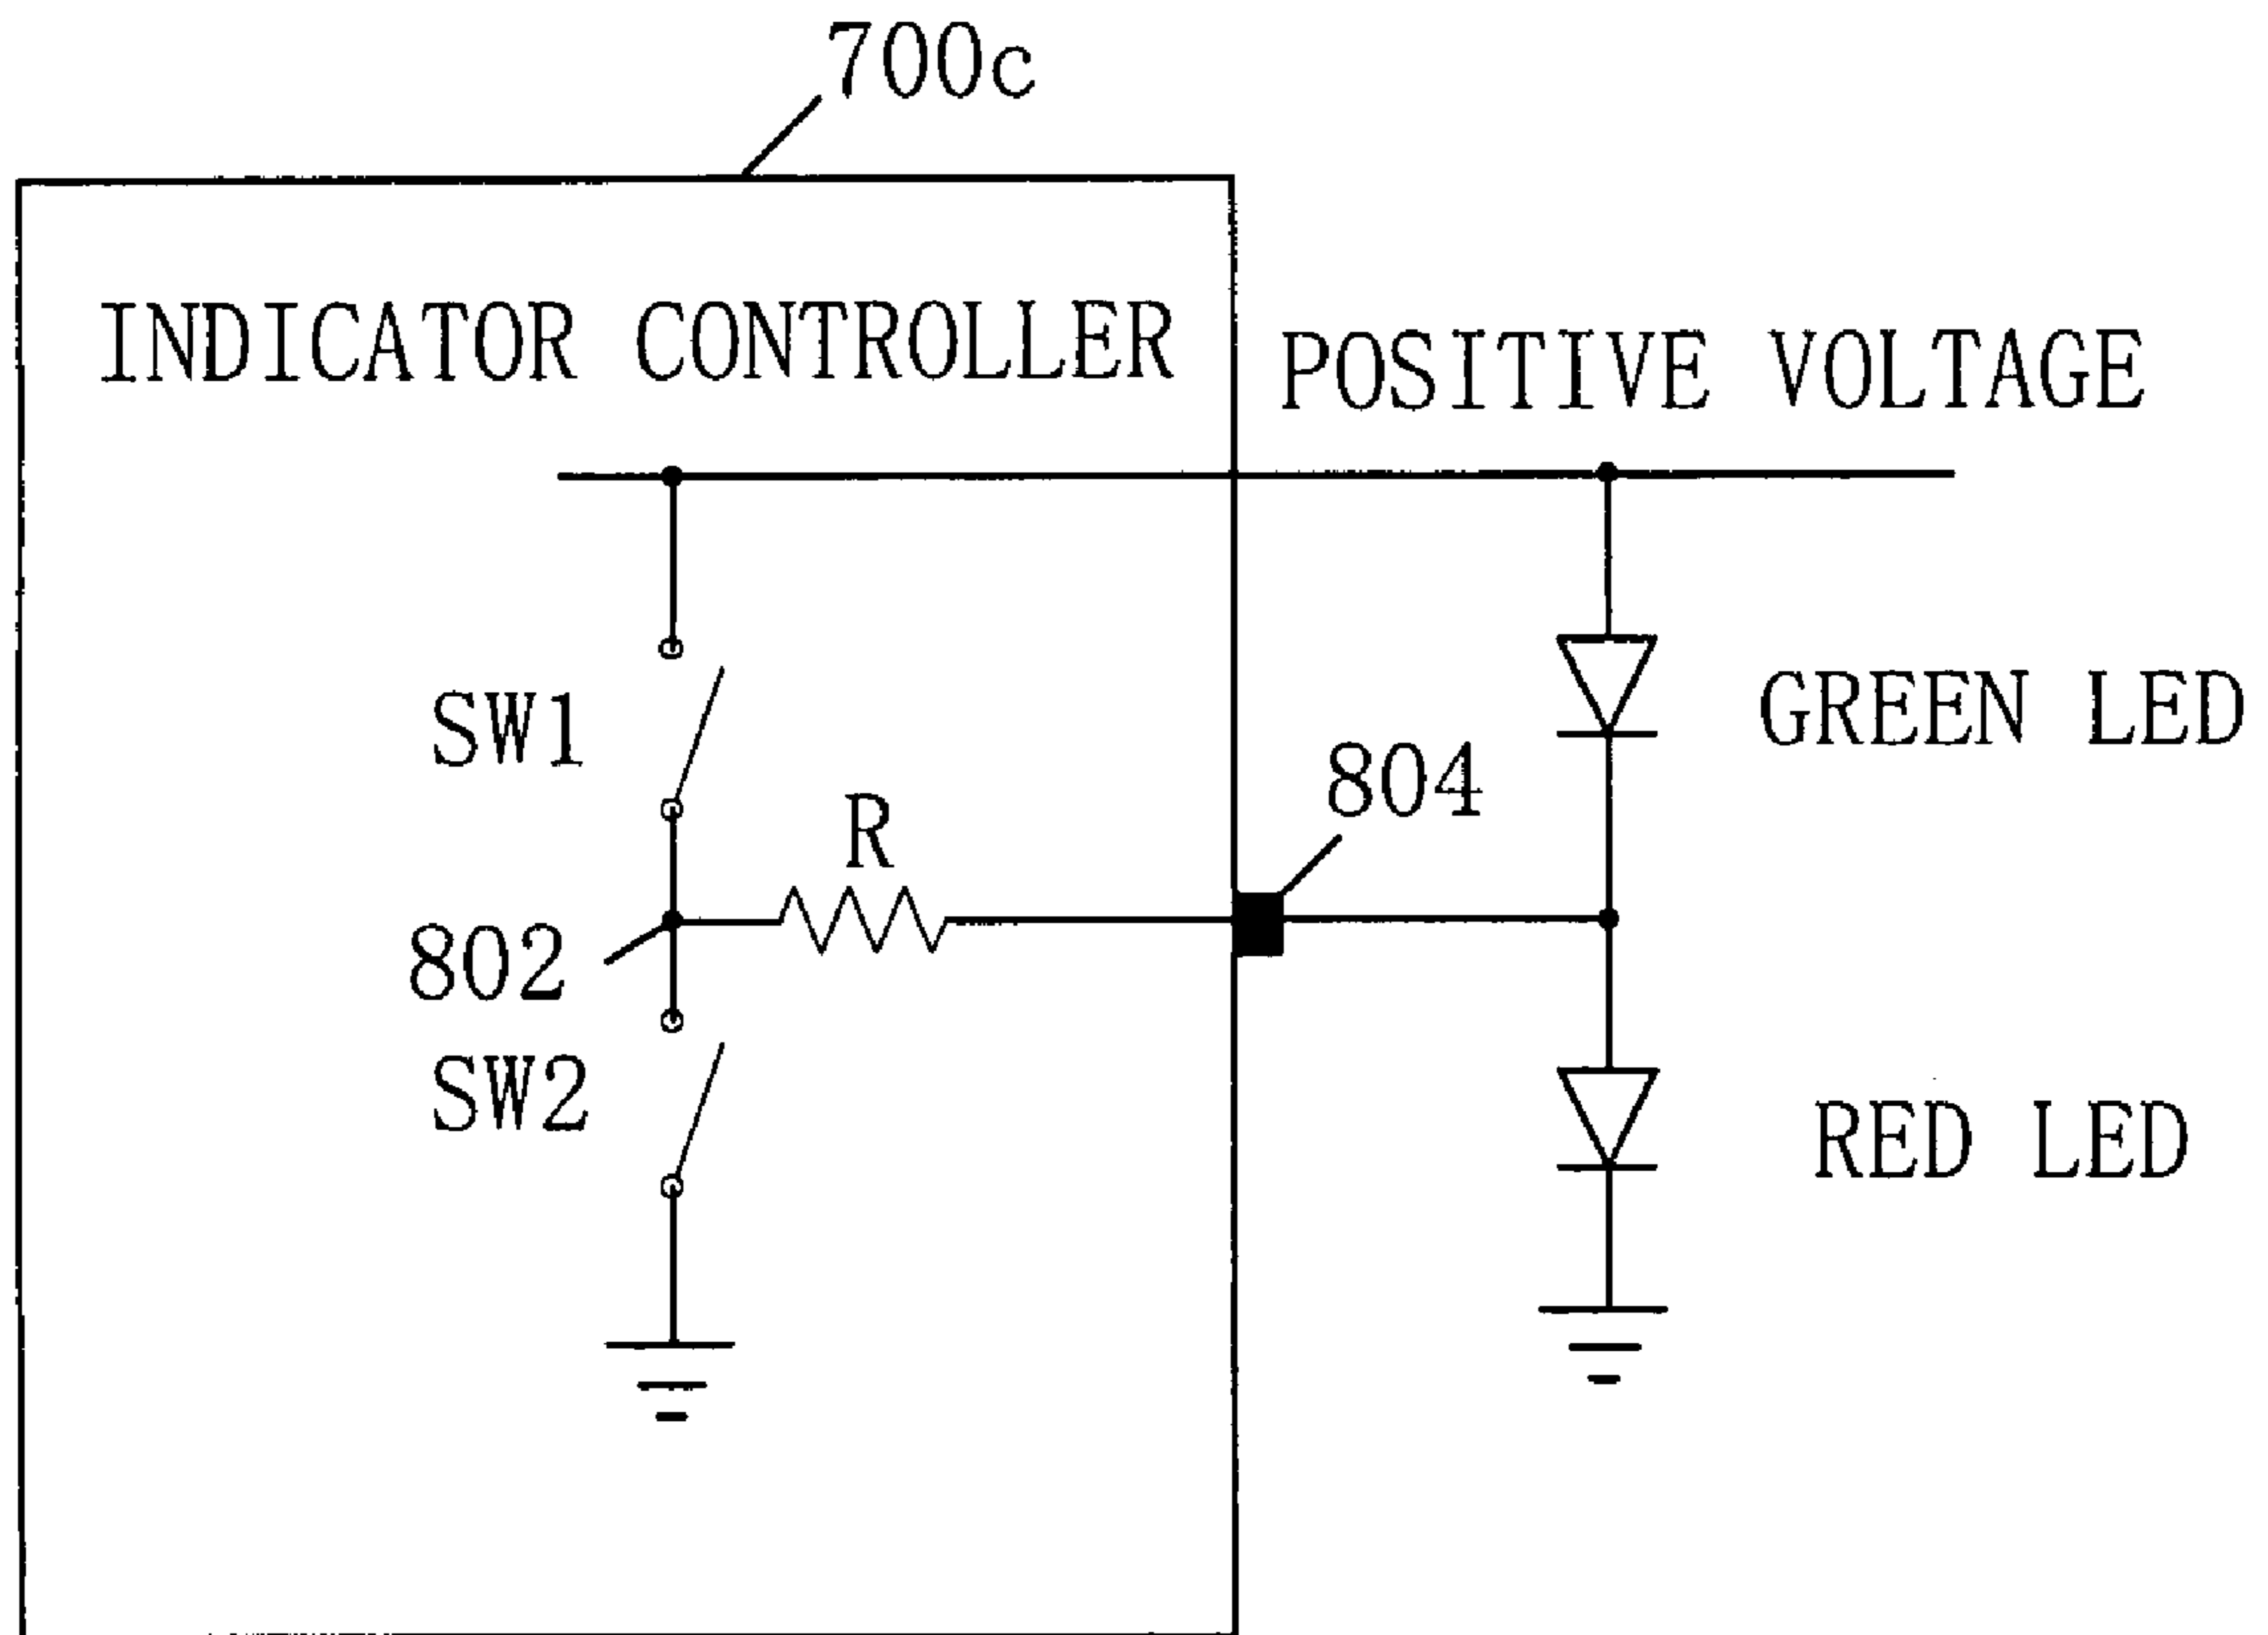 700c
INDICATOR CONTROLLER
POSITIVE VOLTAGE
SW1
GREEN LED
R
804
802
SW2
RED LED